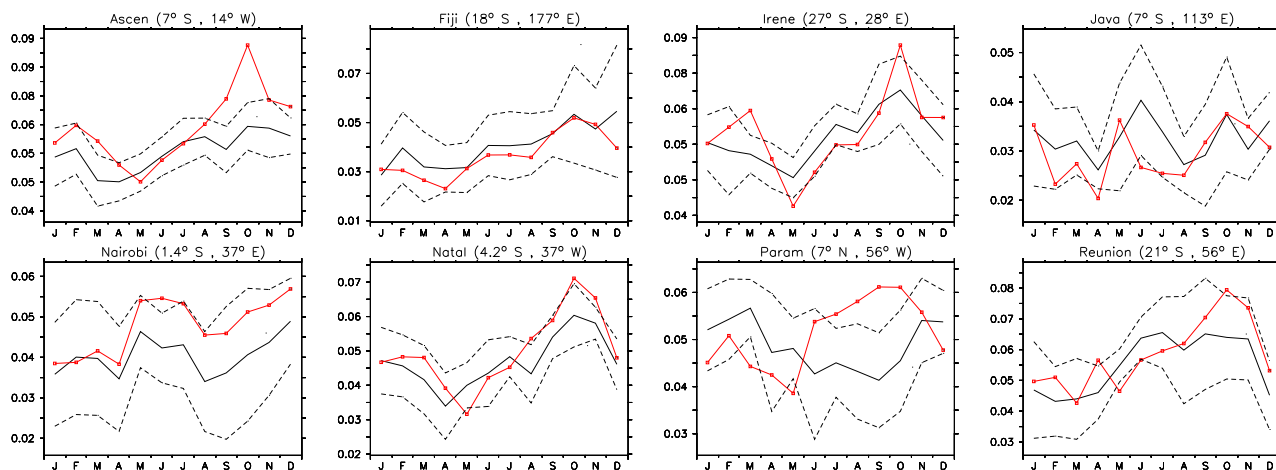 Ascen (7° S , 14° W)
0.09
0.09
0.08
0.06
0.05
0.05
0.04
J F M A M J J A S O N D
Fiji (18° S , 177° E)
0.07
0.05
0.03
0.01
J F M A M J J A S O N D
Irene (27° S , 28° E)
0.09
0.08
0.06
0.05
0.04
J F M A M J J A S O N D
Java (7° S , 113° E)
0.05
0.04
0.03
0.02
J F M A M J J A S O N D
Nairobi (1.4° S , 37° E)
0.06
0.05
0.04
0.03
0.02
J F M A M J J A S O N D
Natal (4.2° S , 37° W)
0.07
0.06
0.05
0.04
0.03
0.02
J F M A M J J A S O N D
Param (7° N , 56° W)
0.06
0.05
0.04
0.03
J F M A M J J A S O N D
Reunion (21° S , 56° E)
0.08
0.07
0.06
0.05
0.04
0.03
J F M A M J J A S O N D